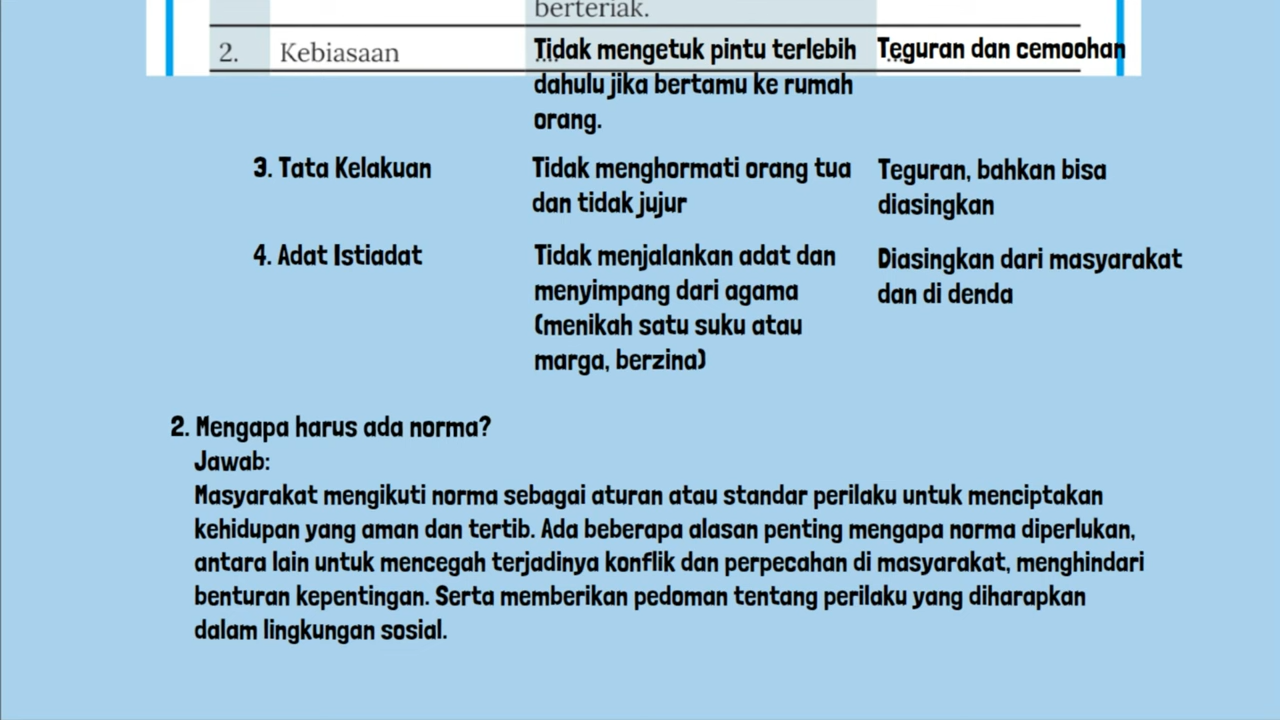 berteriak.
2. Kebiasaan Tidak mengetuk pintu terlebih Teguran dan cemoohan
dahulu jika bertamu ke rumah
orang.
3. Tata Kelakuan Tidak menghormati orang tua Teguran, bahkan bisa
dan tidak jujur diasingkan
4. Adat Istiadat Tidak menjalankan adat dan Diasingkan dari masyarakat
menyimpang dari agama dan di denda
(menikah satu suku atau
marga, berzina)
2. Mengapa harus ada norma?
Jawab:
Masyarakat mengikuti norma sebagai aturan atau standar perilaku untuk menciptakan
kehidupan yang aman dan tertib. Ada beberapa alasan penting mengapa norma diperlukan,
antara lain untuk mencegah terjadinya konflik dan perpecahan di masyarakat, menghindari
benturan kepentingan. Serta memberikan pedoman tentang perilaku yang diharapkan
dalam lingkungan sosial.